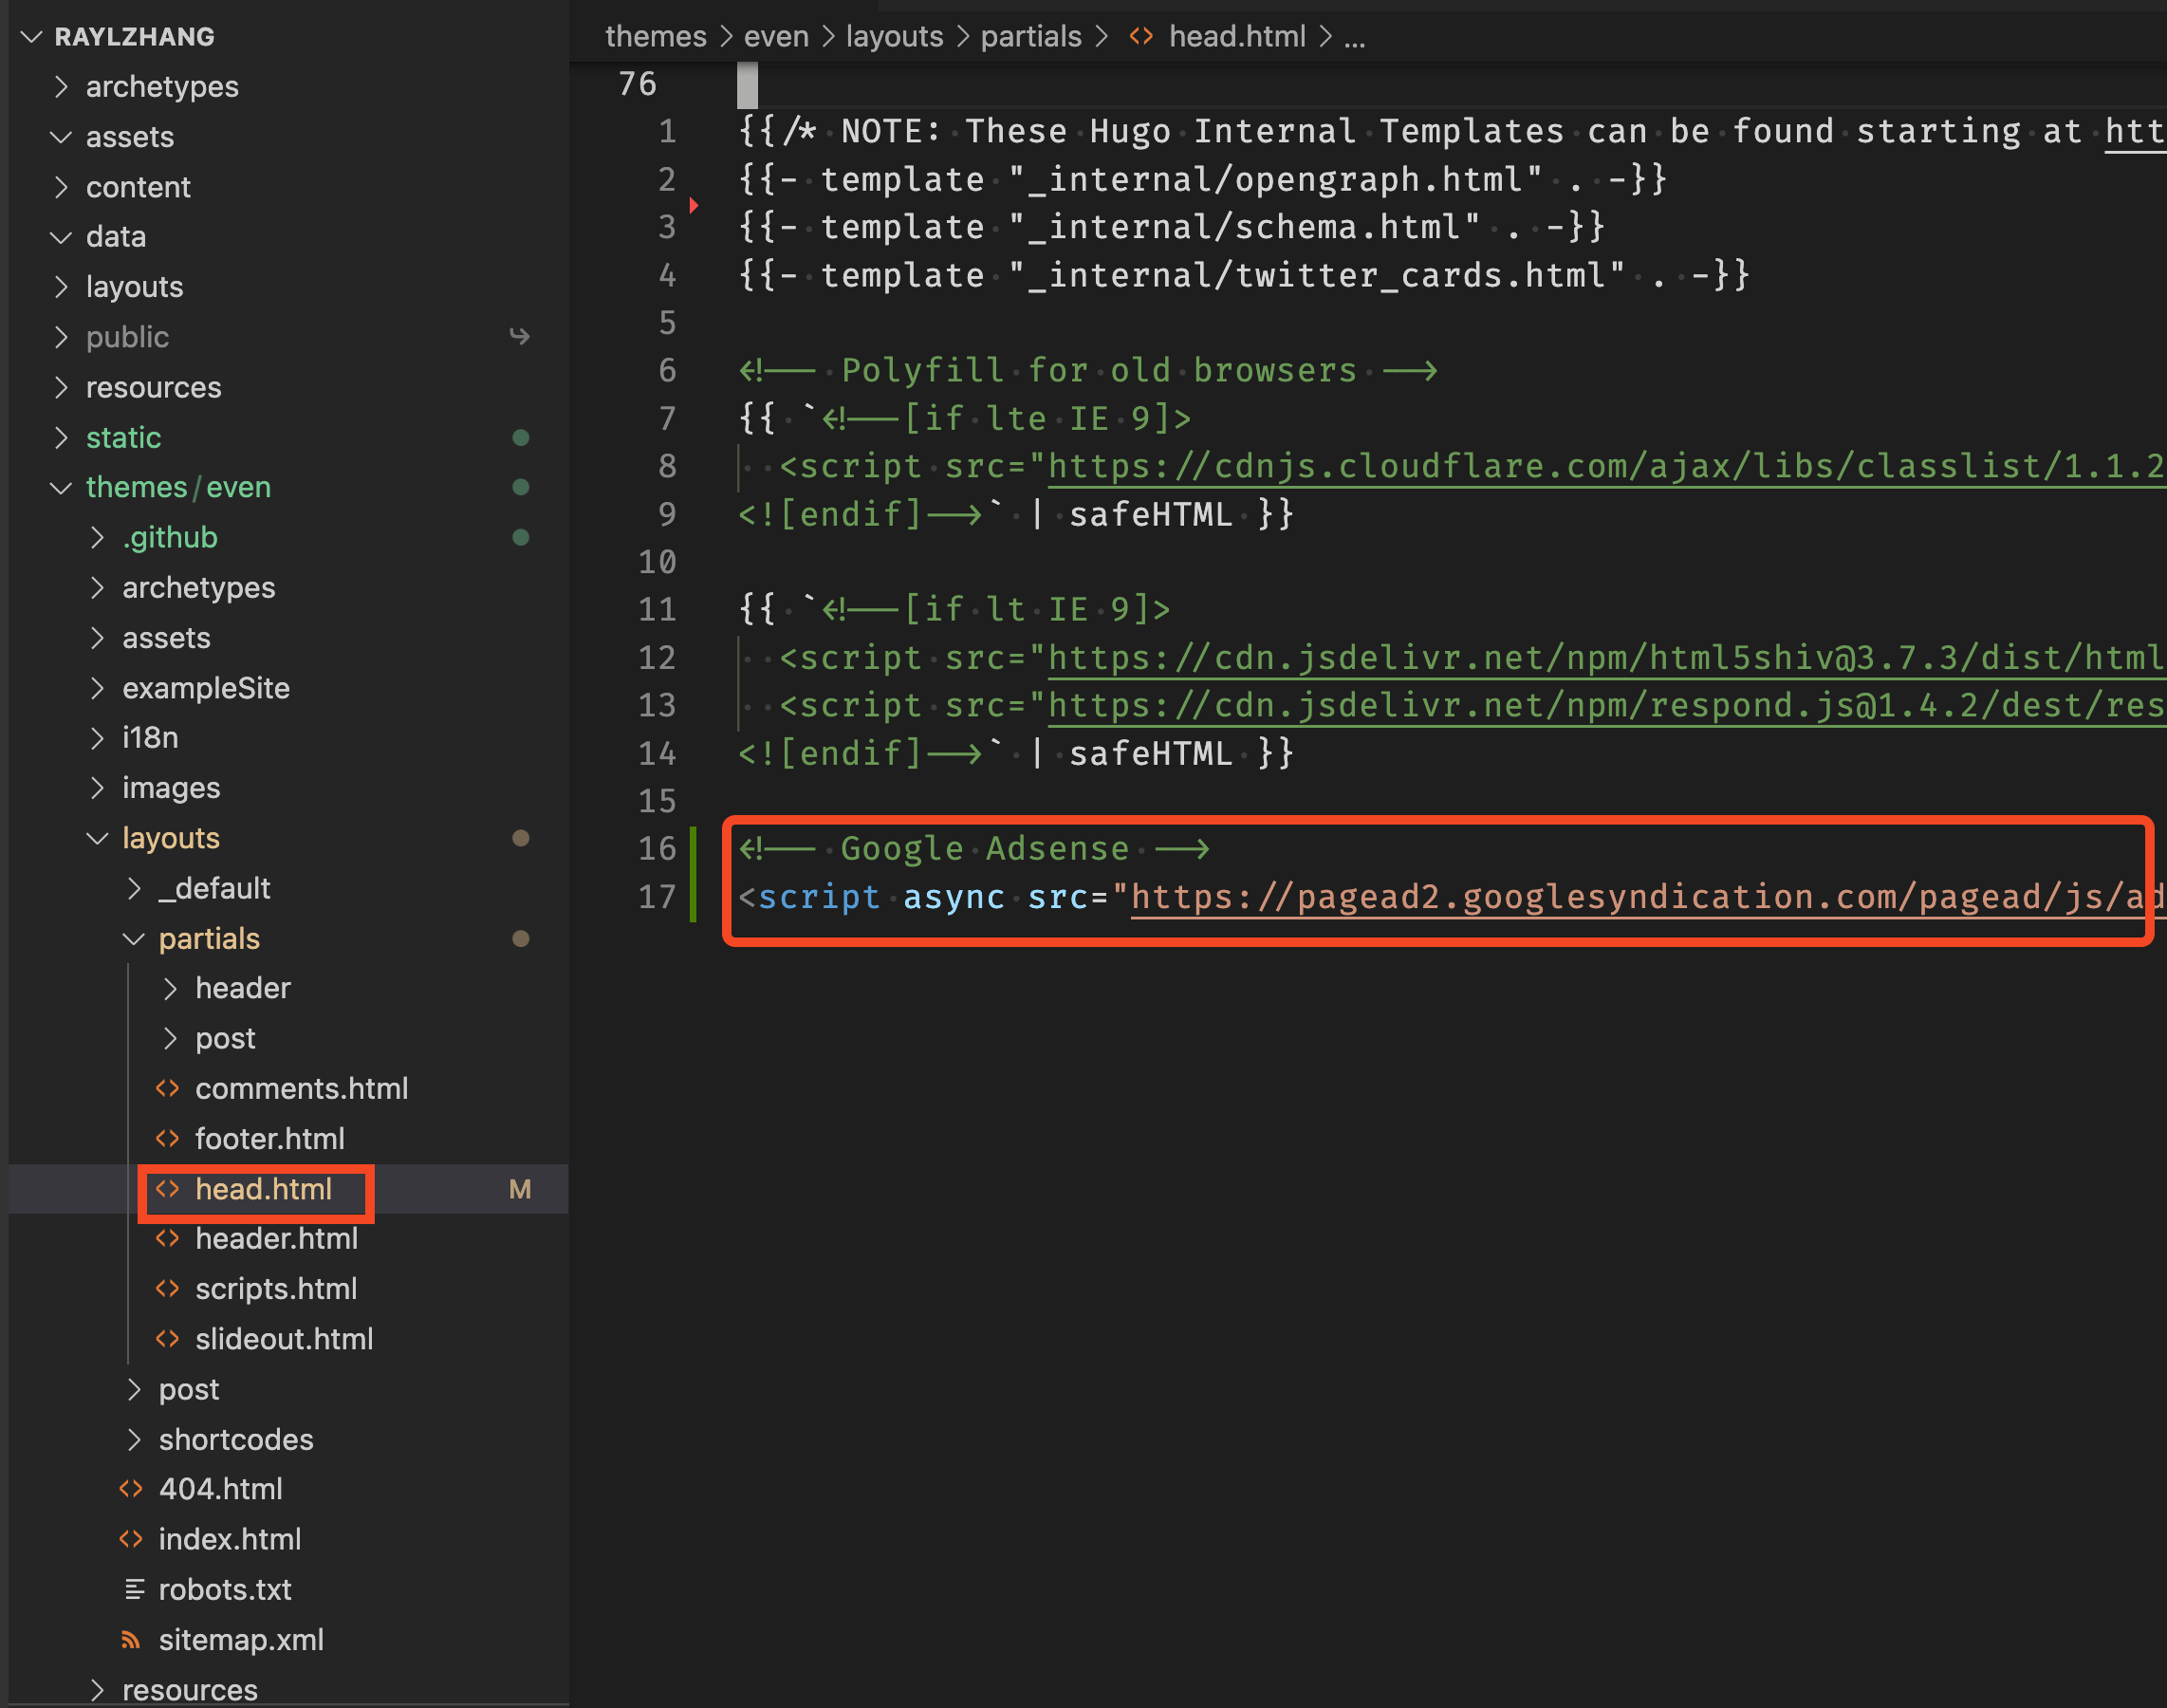 RAYLZHANG
archetypes
assets
content
data
layouts
public
resources
static
themes/even
.github
archetypes
assets
exampleSite
i18n
images
layouts
_default
partials
header
post
comments.html
footer.html
head.html M
header.html
scripts.html
slideout.html
post
shortcodes
404.html
index.html
robots.txt
sitemap.xml
resources
themes > even > layouts > partials > <> head.html > ...
76
1 {{/* NOTE: These Hugo Internal Templates can be found starting at htt
2 {{- template "_internal/opengraph.html" . -}}
3 {{- template "_internal/schema.html" . -}}
4 {{- template "_internal/twitter_cards.html" . -}}
5
6 <!-- Polyfill for old browsers -->
7 {{ `<!--[if lte IE 9]>
8 <script src="https://cdnjs.cloudflare.com/ajax/libs/classlist/1.1.2
9 <![endif]-->` | safeHTML }}
10
11 {{ `<!--[if lt IE 9]>
12 <script src="https://cdn.jsdelivr.net/npm/html5shiv@3.7.3/dist/html
13 <script src="https://cdn.jsdelivr.net/npm/respond.js@1.4.2/dest/res
14 <![endif]-->` | safeHTML }}
15
16 <!-- Google Adsense -->
17 <script async src="https://pagead2.googlesyndication.com/pagead/js/ad